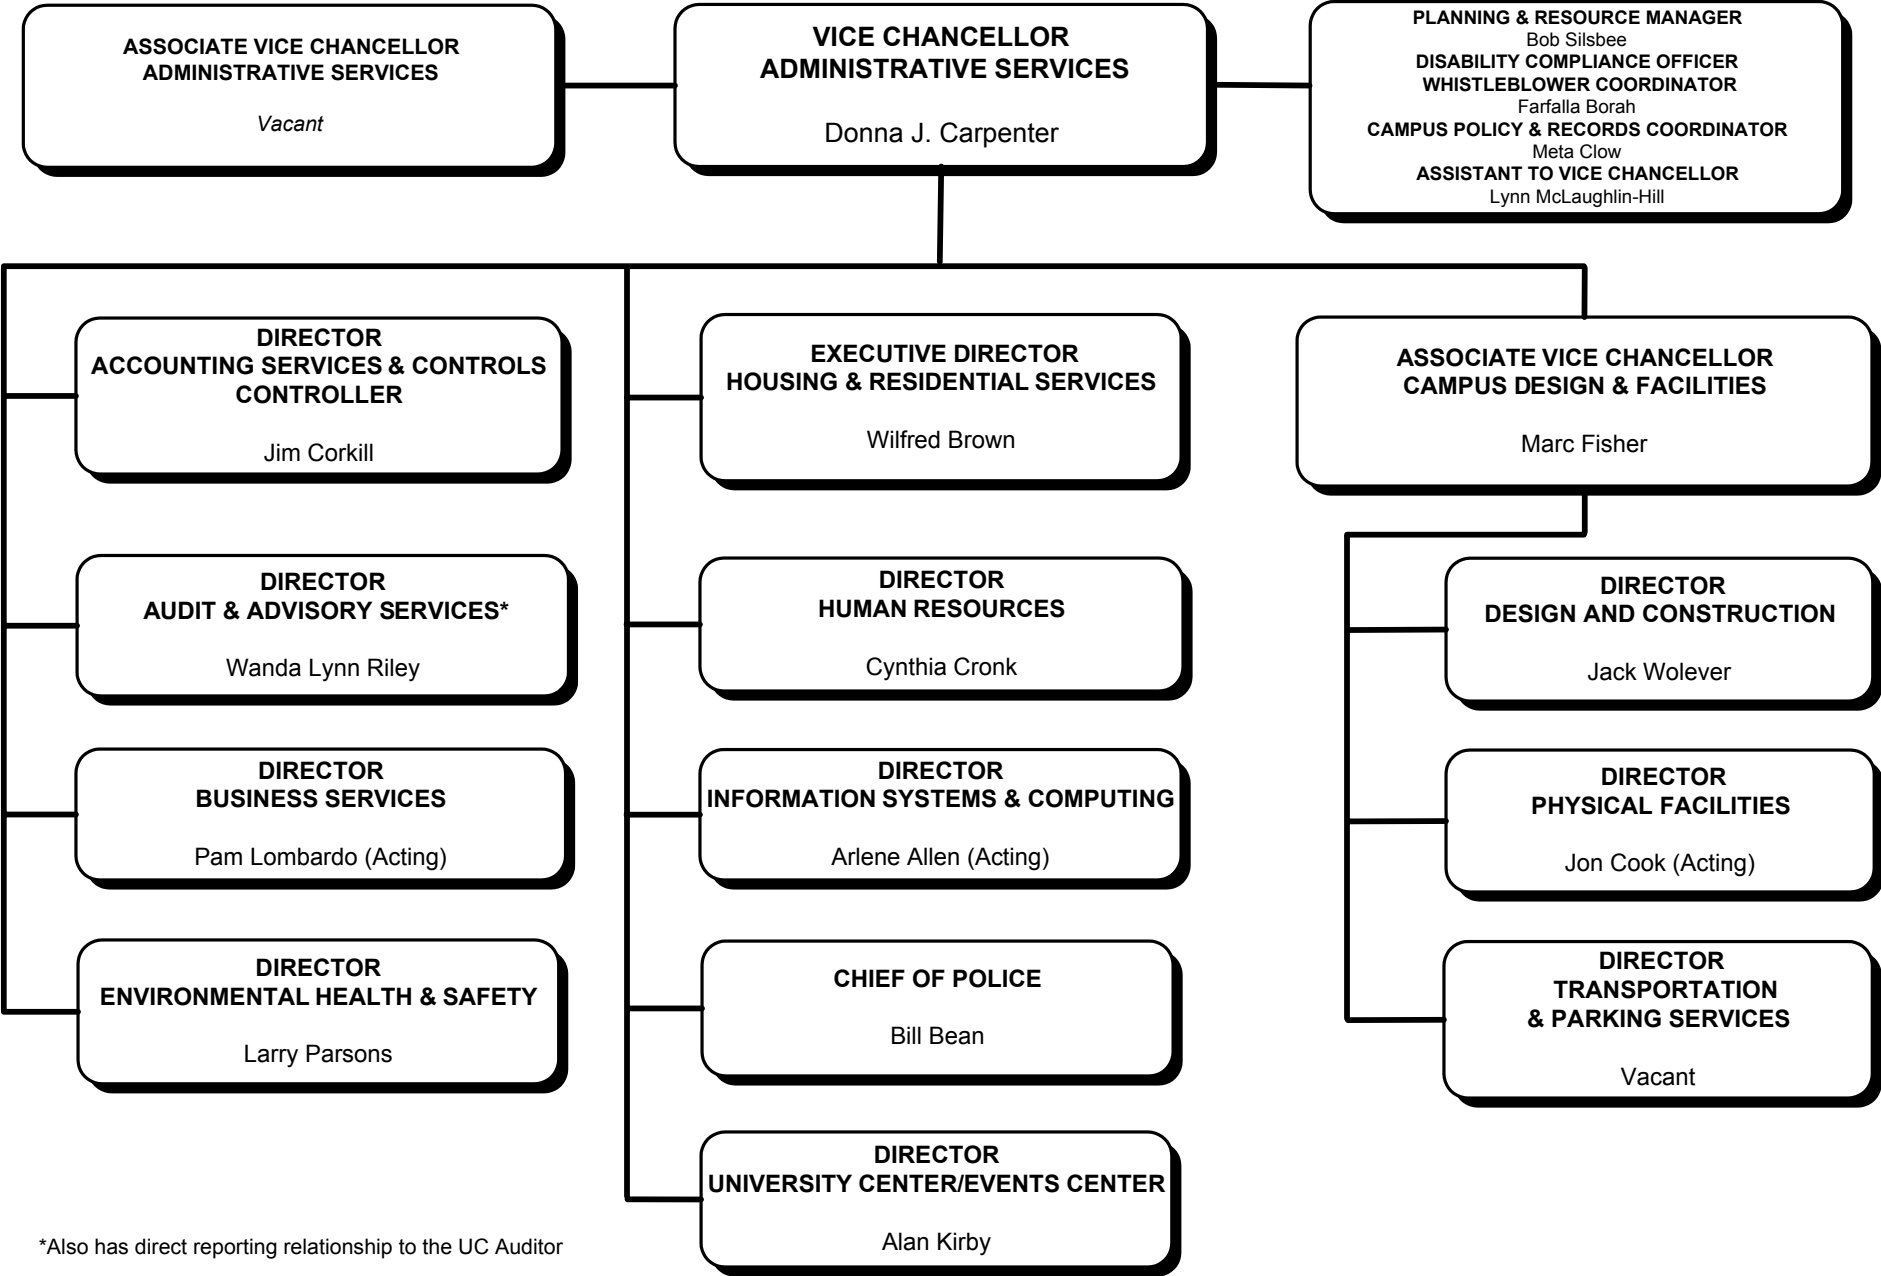 ASSOCIATE VICE CHANCELLOR
ADMINISTRATIVE SERVICES
Vacant
VICE CHANCELLOR
ADMINISTRATIVE SERVICES
Donna J. Carpenter
PLANNING & RESOURCE MANAGER
Bob Silsbee
DISABILITY COMPLIANCE OFFICER
WHISTLEBLOWER COORDINATOR
Farfalla Borah
CAMPUS POLICY & RECORDS COORDINATOR
Meta Clow
ASSISTANT TO VICE CHANCELLOR
Lynn McLaughlin-Hill
DIRECTOR
ACCOUNTING SERVICES & CONTROLS
CONTROLLER
Jim Corkill
EXECUTIVE DIRECTOR
HOUSING & RESIDENTIAL SERVICES
Wilfred Brown
ASSOCIATE VICE CHANCELLOR
CAMPUS DESIGN & FACILITIES
Marc Fisher
DIRECTOR
AUDIT & ADVISORY SERVICES*
Wanda Lynn Riley
DIRECTOR
HUMAN RESOURCES
Cynthia Cronk
DIRECTOR
DESIGN AND CONSTRUCTION
Jack Wolever
DIRECTOR
BUSINESS SERVICES
Pam Lombardo (Acting)
DIRECTOR
INFORMATION SYSTEMS & COMPUTING
Arlene Allen (Acting)
DIRECTOR
PHYSICAL FACILITIES
Jon Cook (Acting)
DIRECTOR
ENVIRONMENTAL HEALTH & SAFETY
Larry Parsons
CHIEF OF POLICE
Bill Bean
DIRECTOR
TRANSPORTATION
& PARKING SERVICES
Vacant
DIRECTOR
UNIVERSITY CENTER/EVENTS CENTER
Alan Kirby
*Also has direct reporting relationship to the UC Auditor